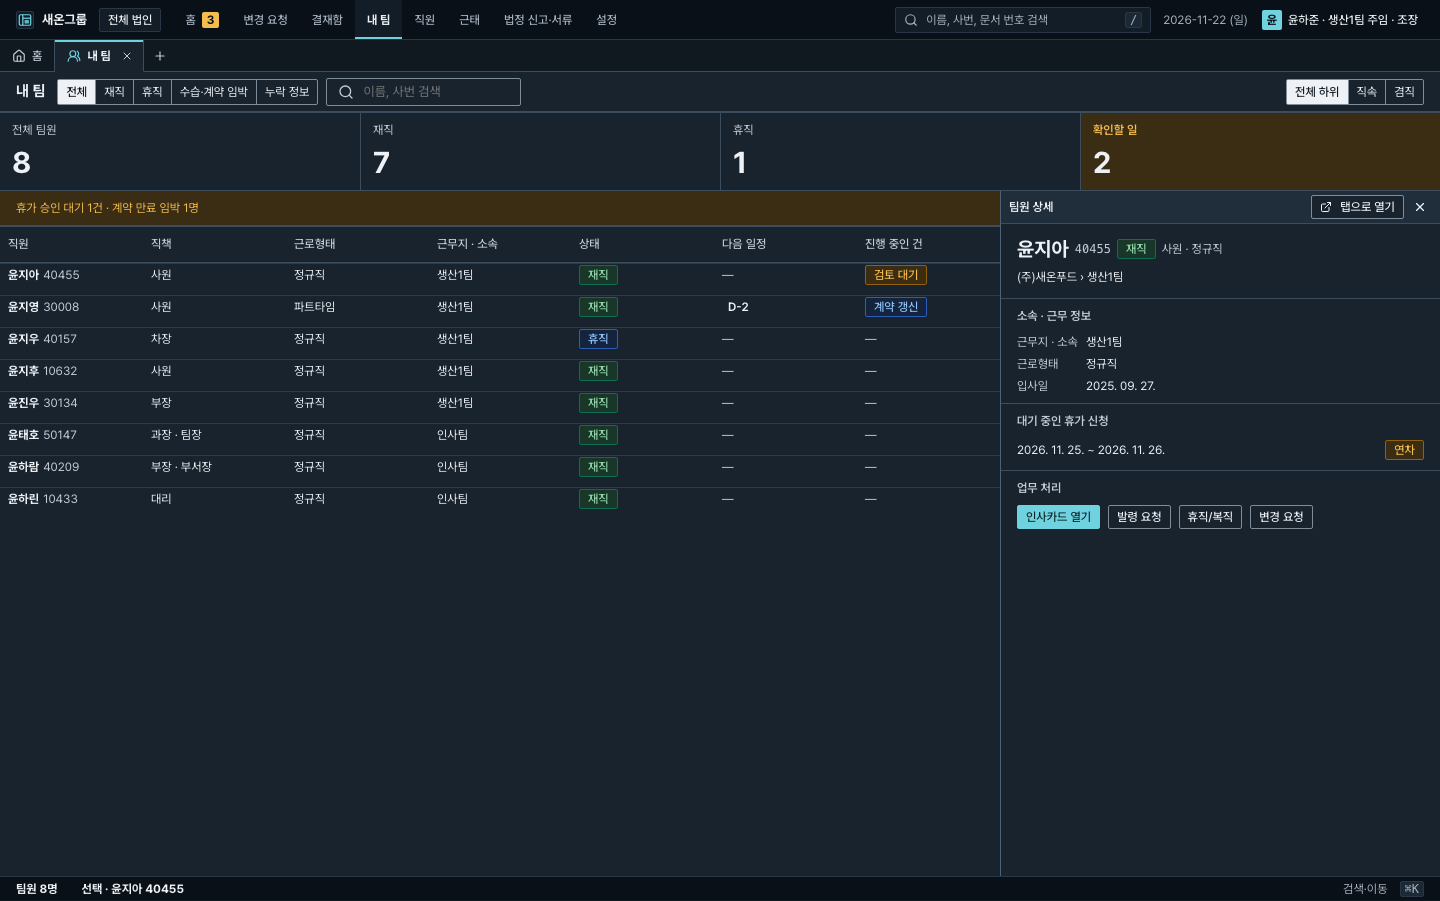 새온그룹 전체 법인 홈 3 변경 요청 결재함 내 팀 직원 근태 법정 신고·서류 설정 이름, 사번, 문서 번호 검색 / 2026-11-22 (일) 윤 윤하준 · 생산1팀 주임 · 조장
홈 내 팀
내 팀 전체 재직 휴직 수습·계약 임박 누락 정보 이름, 사번 검색 전체 하위 직속 겸직
전체 팀원 재직 휴직 확인할 일
8 7 1 2
휴가 승인 대기 1건 · 계약 만료 임박 1명
직원 직책 근로형태 근무지 · 소속 상태 다음 일정 진행 중인 건
윤지아 40455 사원 정규직 생산1팀 재직 — 검토 대기
윤지영 30008 사원 파트타임 생산1팀 재직 D-2 계약 갱신
윤지우 40157 차장 정규직 생산1팀 휴직 — —
윤지후 10632 사원 정규직 생산1팀 재직 — —
윤진우 30134 부장 정규직 생산1팀 재직 — —
윤태호 50147 과장 · 팀장 정규직 인사팀 재직 — —
윤하람 40209 부장 · 부서장 정규직 인사팀 재직 — —
윤하린 10433 대리 정규직 인사팀 재직 — —
팀원 상세 탭으로 열기
윤지아 40455 재직 사원 · 정규직
(주)새온푸드 › 생산1팀
소속 · 근무 정보
근무지 · 소속 생산1팀
근로형태 정규직
입사일 2025. 09. 27.
대기 중인 휴가 신청
2026. 11. 25. ~ 2026. 11. 26. 연차
업무 처리
인사카드 열기 발령 요청 휴직/복직 변경 요청
팀원 8명 선택 · 윤지아 40455 검색·이동 ⌘K